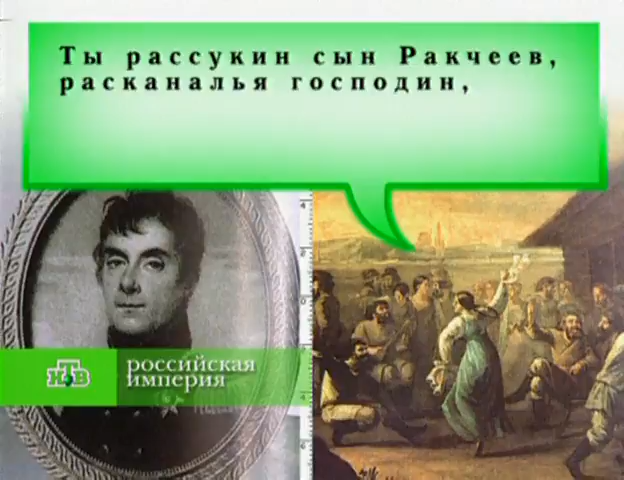 Ты рассукин сын Ракчеев,
расканалья господин,
НТВ
российская
империя